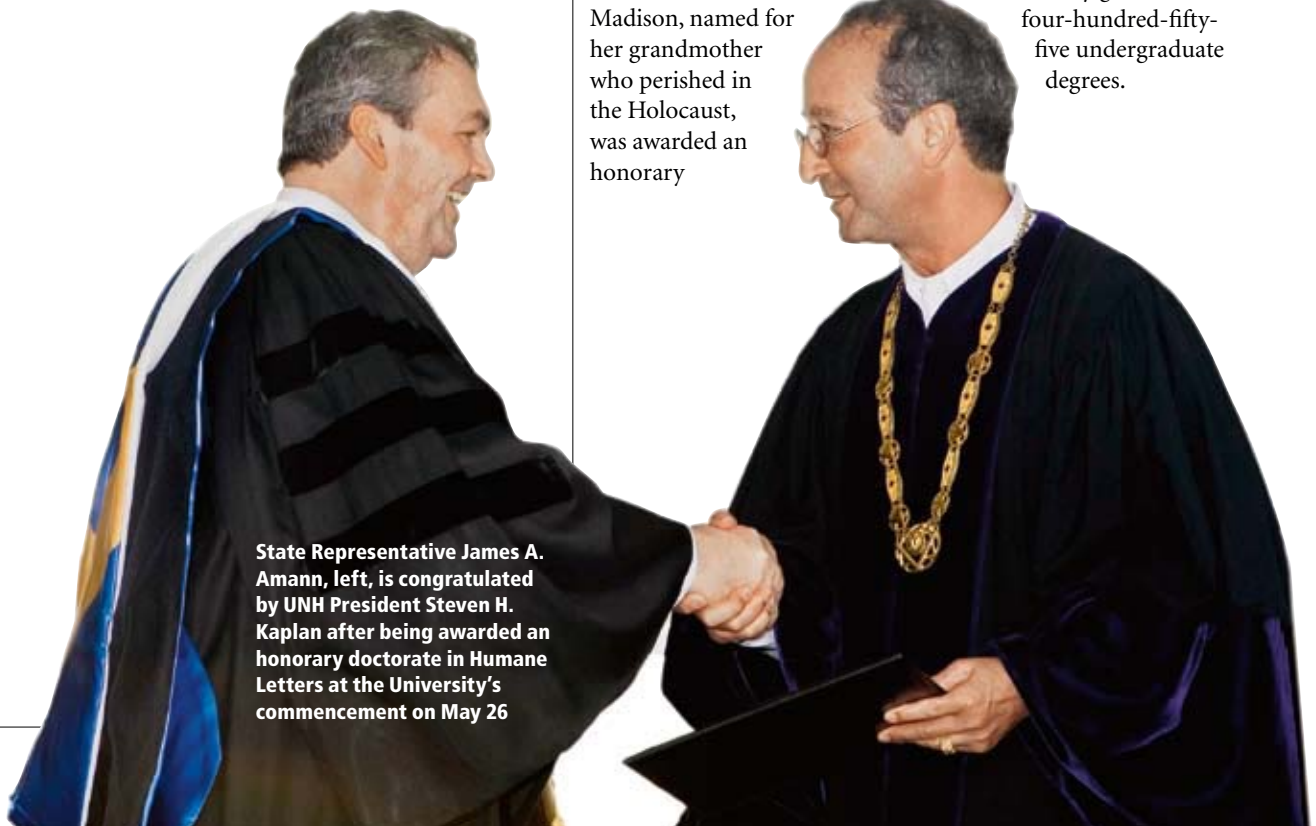 Madison, named for
her grandmother
who perished in
the Holocaust,
was awarded an
honorary
four-hundred-fifty-
five undergraduate
degrees.
State Representative James A.
Amann, left, is congratulated
by UNH President Steven H.
Kaplan after being awarded an
honorary doctorate in Humane
Letters at the University’s
commencement on May 26